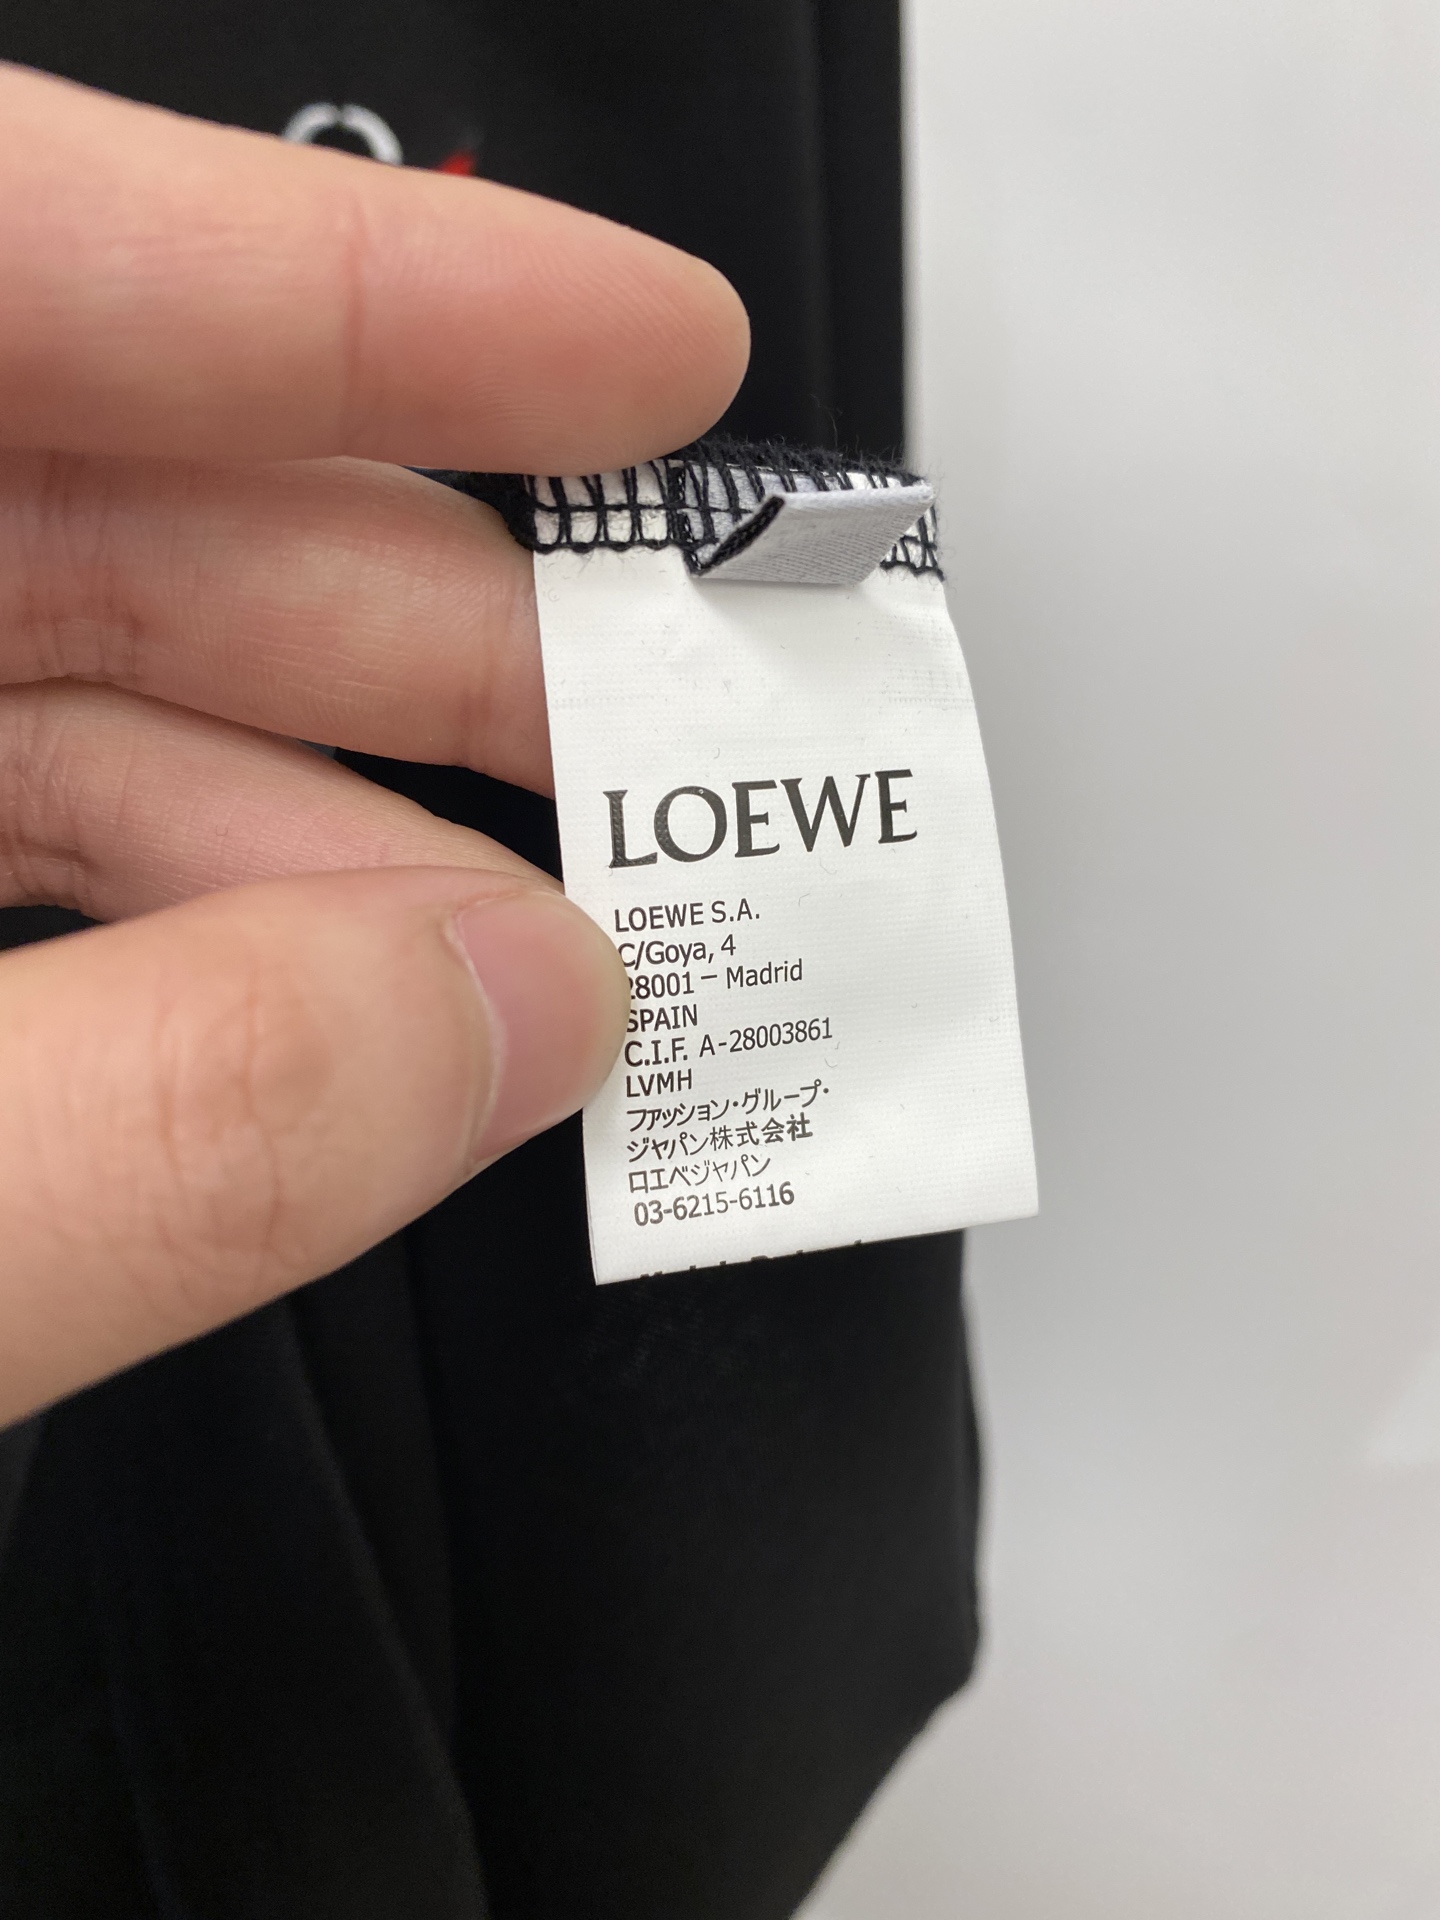 LOEWE
LOEWE S.A.
C/Goya, 4
28001 – Madrid
SPAIN
C.I.F. A-28003861
LVMH
ファッション・グループ・
ジャパン株式会社
ロエベジャパン
03-6215-6116